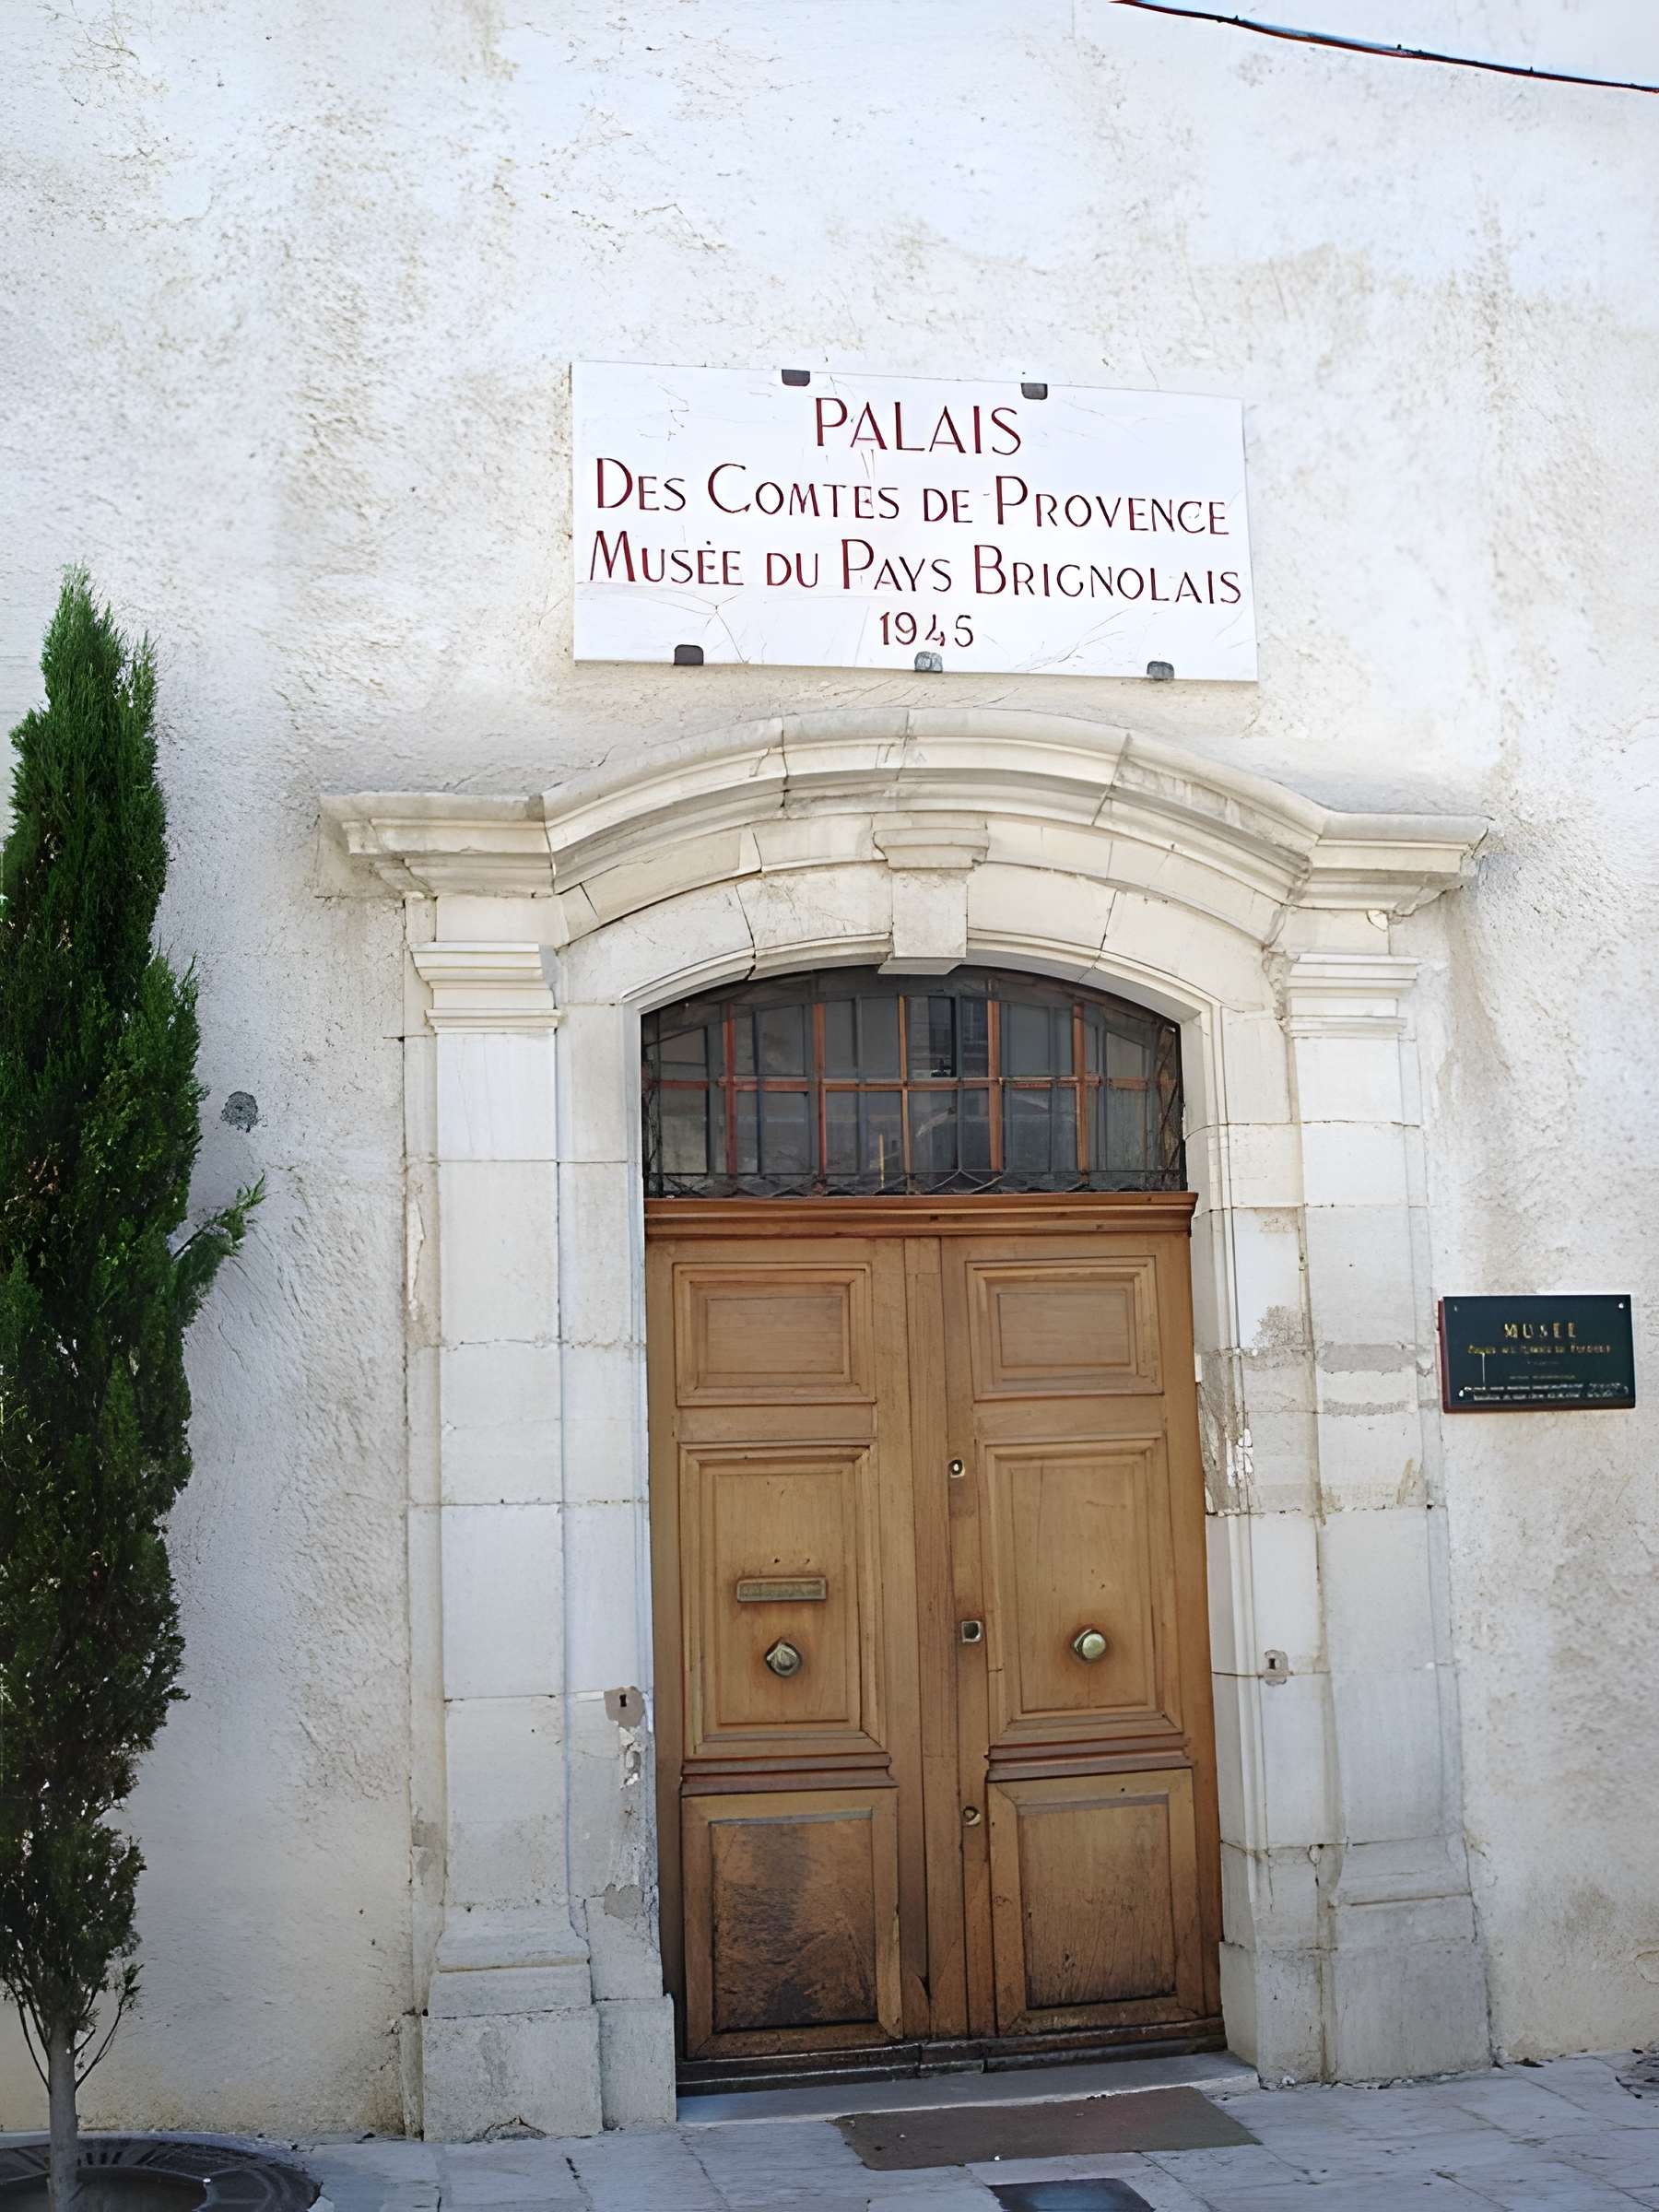 PALAIS
DES COMTES DE PROVENCE
MUSÉE DU PAYS BRIGNOLAIS
1945
MUSEE